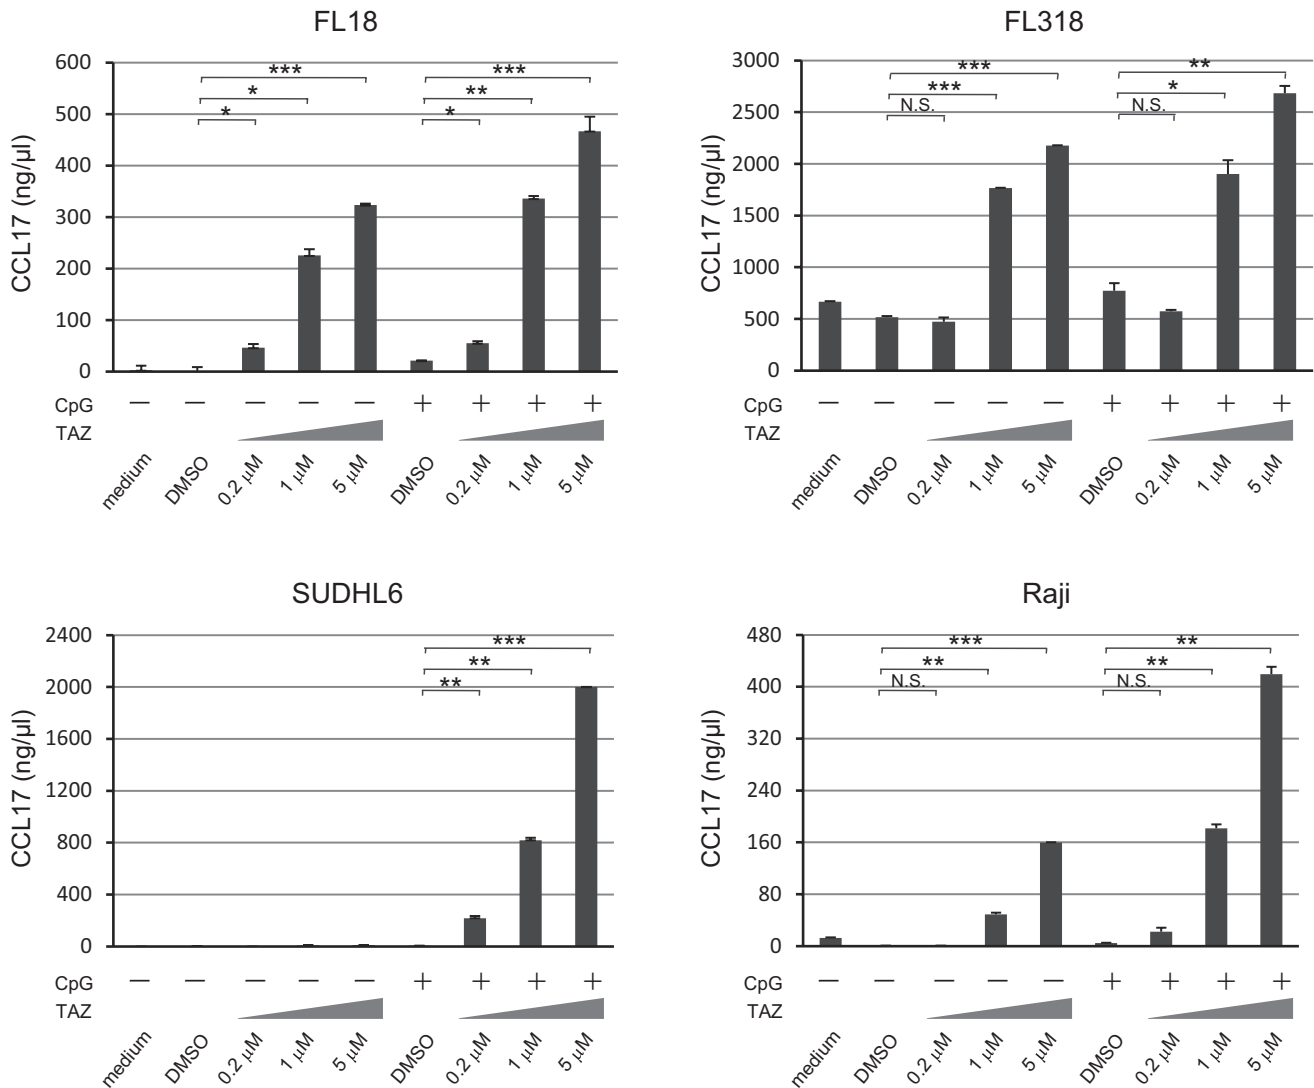 FL18
600
500
400
300
200
100
0
CCL17 (ng/µl)
***
*
*
***
**
*
CpG — — — — — + + + +
TAZ
medium DMSO 0.2 µM 1 µM 5 µM DMSO 0.2 µM 1 µM 5 µM
FL318
3000
2500
2000
1500
1000
500
0
CCL17 (ng/µl)
***
***
N.S.
**
*
N.S.
CpG — — — — — + + + +
TAZ
medium DMSO 0.2 µM 1 µM 5 µM DMSO 0.2 µM 1 µM 5 µM
SUDHL6
2400
2000
1600
1200
800
400
0
CCL17 (ng/µl)
***
**
**
CpG — — — — — + + + +
TAZ
medium DMSO 0.2 µM 1 µM 5 µM DMSO 0.2 µM 1 µM 5 µM
Raji
480
400
320
240
160
80
0
CCL17 (ng/µl)
***
**
N.S.
**
**
N.S.
CpG — — — — — + + + +
TAZ
medium DMSO 0.2 µM 1 µM 5 µM DMSO 0.2 µM 1 µM 5 µM